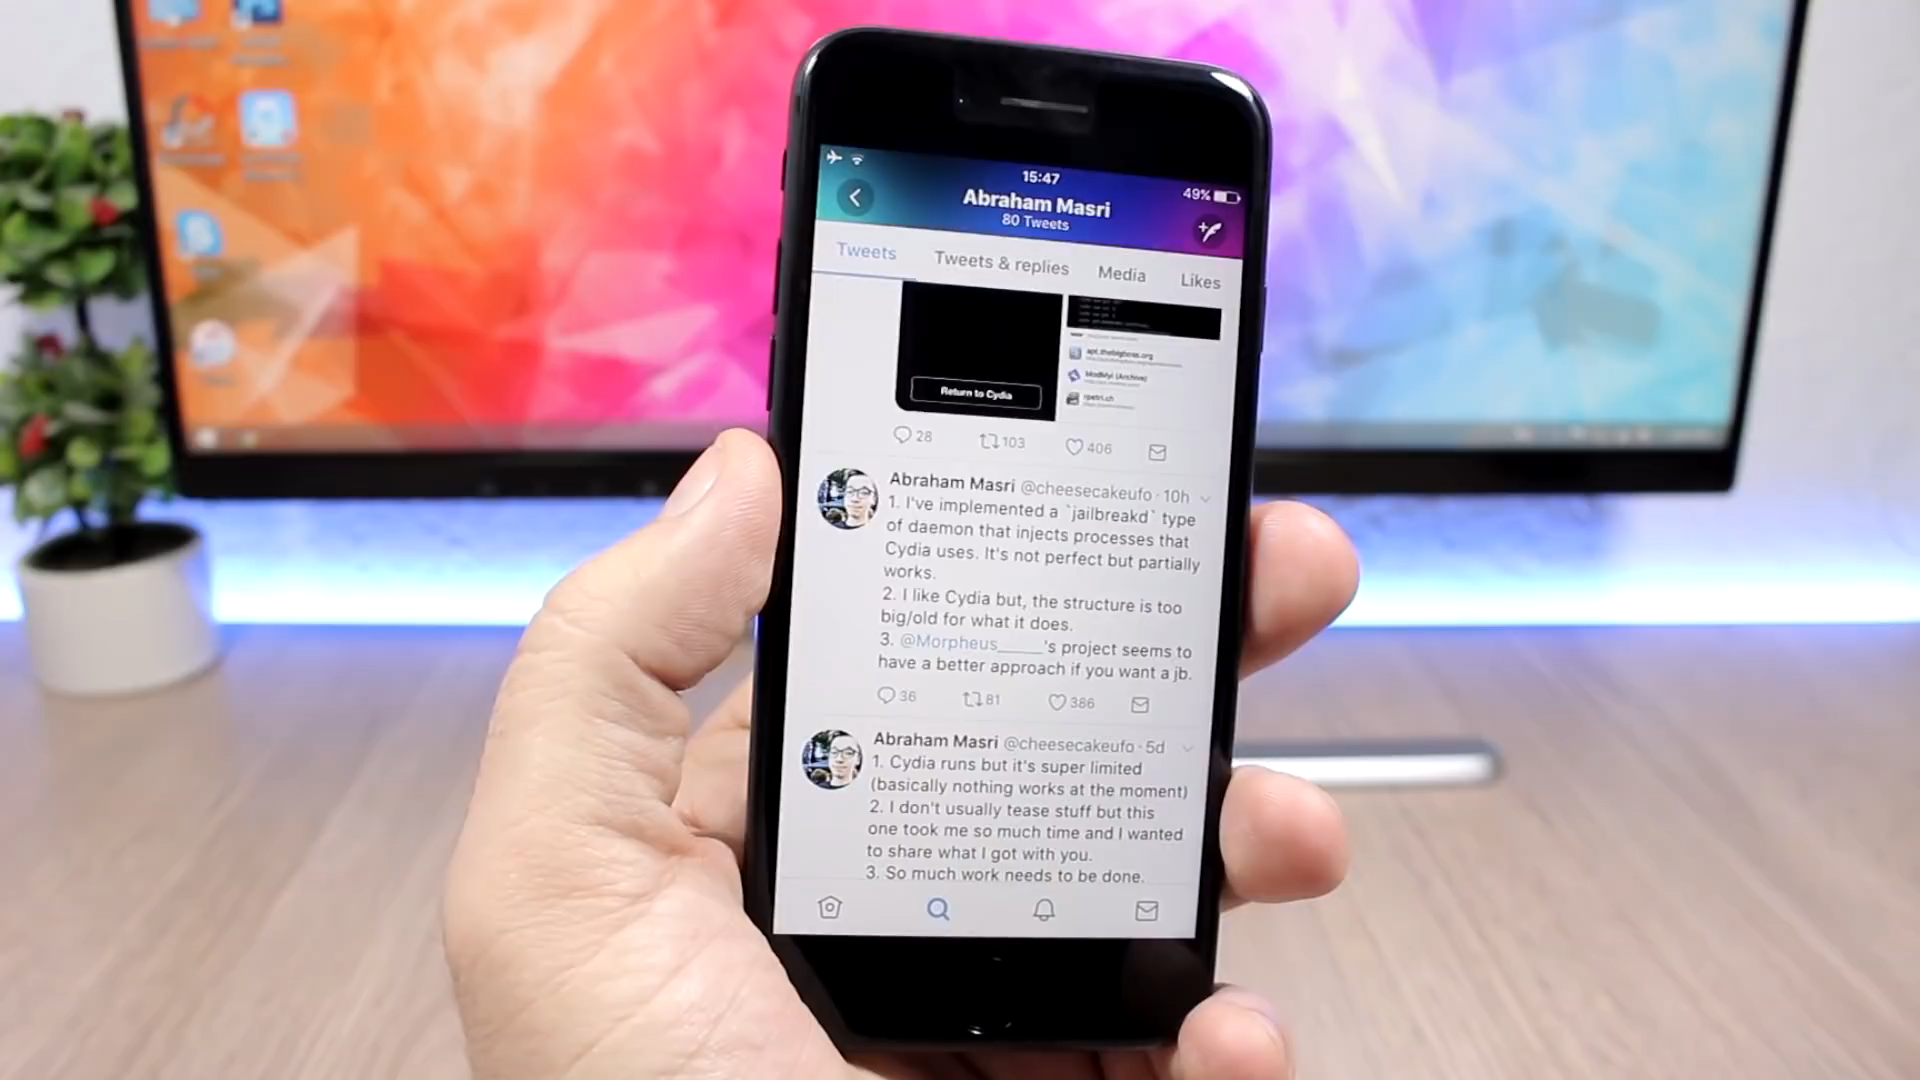 15:47
49%
Abraham Masri
80 Tweets
Tweets
Tweets & replies
Media
Likes
Return to Cydia
apt.thebigboss.org
ModMyi (Archive)
rpetri.ch
28
103
406
Abraham Masri @cheesecakeufo · 10h
1. I've implemented a `jailbreakd` type
of daemon that injects processes that
Cydia uses. It's not perfect but partially
works.
2. I like Cydia but, the structure is too
big/old for what it does.
3. @Morpheus_____'s project seems to
have a better approach if you want a jb.
36
81
386
Abraham Masri @cheesecakeufo · 5d
1. Cydia runs but it's super limited
(basically nothing works at the moment)
2. I don't usually tease stuff but this
one took me so much time and I wanted
to share what I got with you.
3. So much work needs to be done.